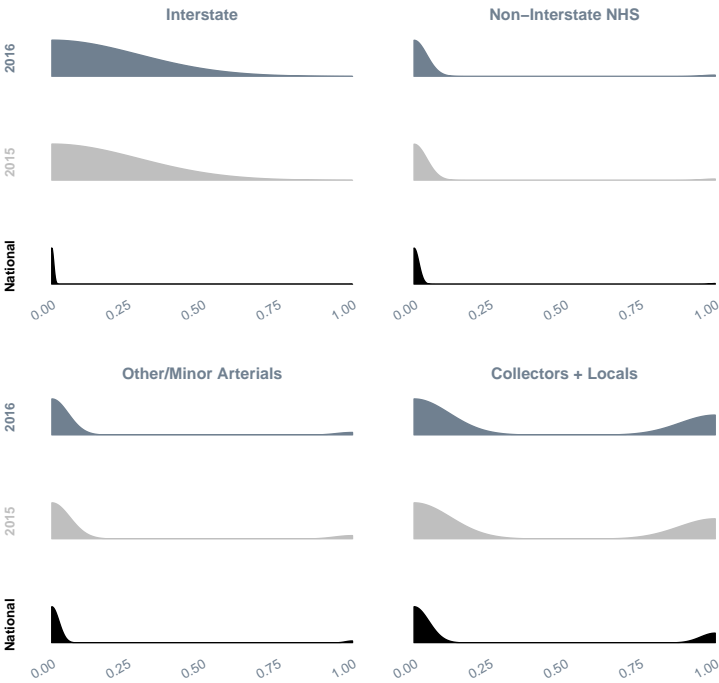 Interstate
Non−Interstate NHS
2016
2015
National
0.00 0.25 0.50 0.75 1.00
0.00 0.25 0.50 0.75 1.00
Other/Minor Arterials
Collectors + Locals
2016
2015
National
0.00 0.25 0.50 0.75 1.00
0.00 0.25 0.50 0.75 1.00